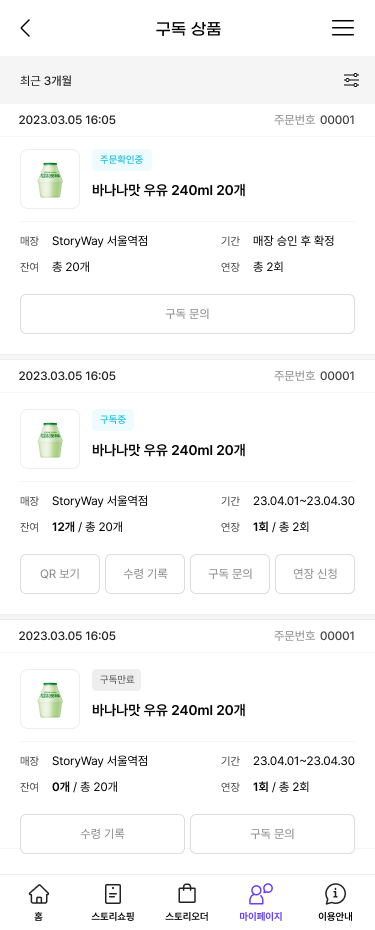 구독 상품
최근 3개월
2023.03.05 16:05 주문번호 00001
주문확인중
바나나맛 우유 240ml 20개
매장 StoryWay 서울역점 기간 매장 승인 후 확정
잔여 총 20개 연장 총 2회
구독 문의
2023.03.05 16:05 주문번호 00001
구독중
바나나맛 우유 240ml 20개
매장 StoryWay 서울역점 기간 23.04.01~23.04.30
잔여 12개 / 총 20개 연장 1회 / 총 2회
QR 보기 수령 기록 구독 문의 연장 신청
2023.03.05 16:05 주문번호 00001
구독만료
바나나맛 우유 240ml 20개
매장 StoryWay 서울역점 기간 23.04.01~23.04.30
잔여 0개 / 총 20개 연장 1회 / 총 2회
수령 기록 구독 문의
홈 스토리쇼핑 스토리오더 마이페이지 이용안내